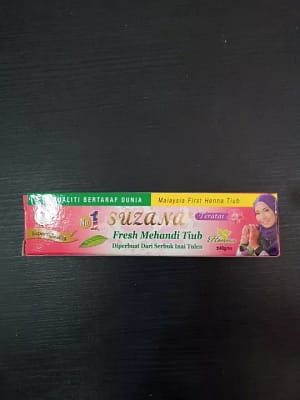 KUALITI BERTARAF DUNIA
Malaysia First Henna Tiub
No 1
SUZANA
Teratai
Fresh Mehandi Tiub
Diperbuat Dari Serbuk Inai Tulen
Henna